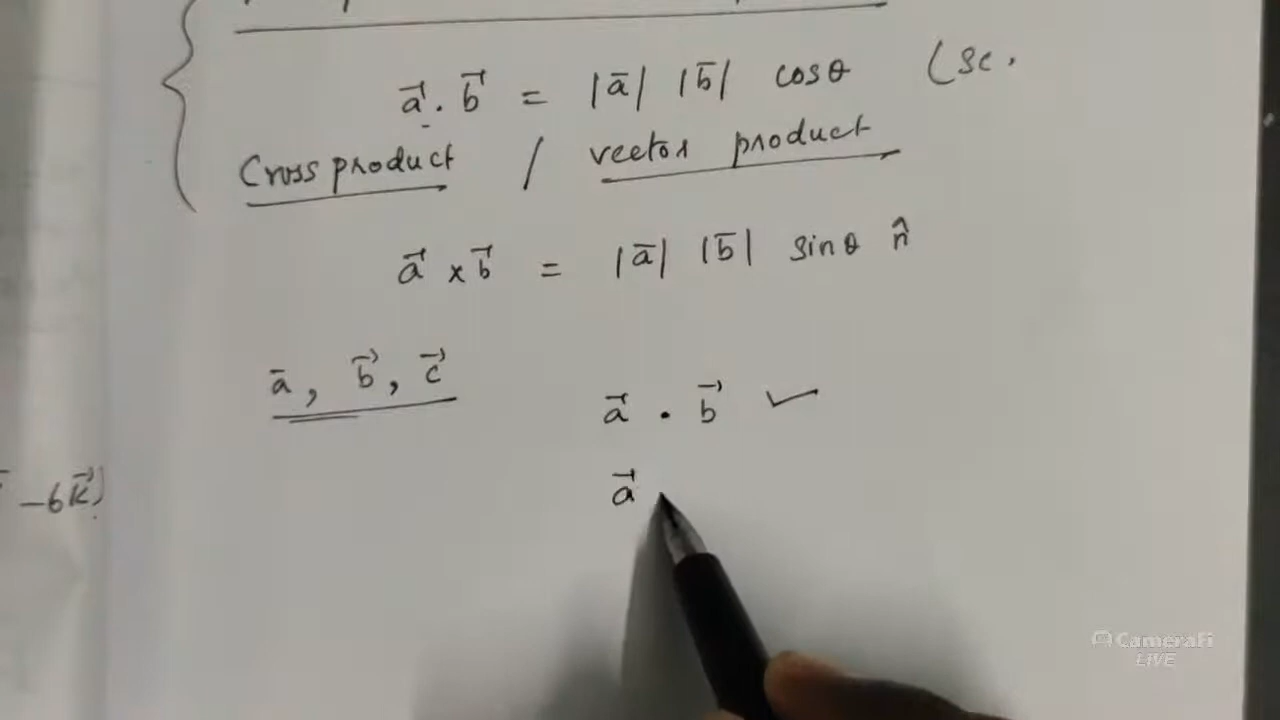 a⃗ . b⃗ = |a̅| |b̅| cosθ (Sc.
Cross product / vector product
a⃗ × b⃗ = |a̅| |b̅| sinθ n̂
a̅, b⃗, c⃗
a⃗ . b⃗ ✓
a⃗
-6k⃗)
CameraFi
LIVE